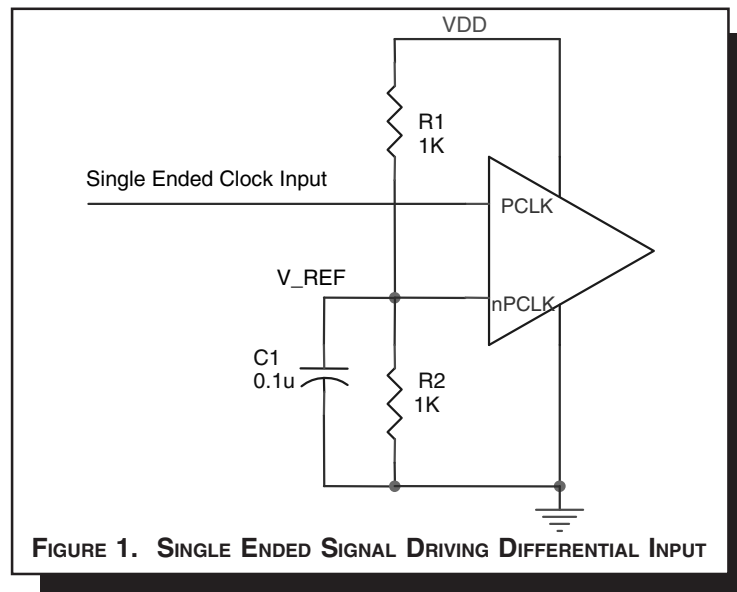 VDD
R1
1K
Single Ended Clock Input
PCLK
V_REF
nPCLK
C1
0.1u
R2
1K
FIGURE 1. SINGLE ENDED SIGNAL DRIVING DIFFERENTIAL INPUT